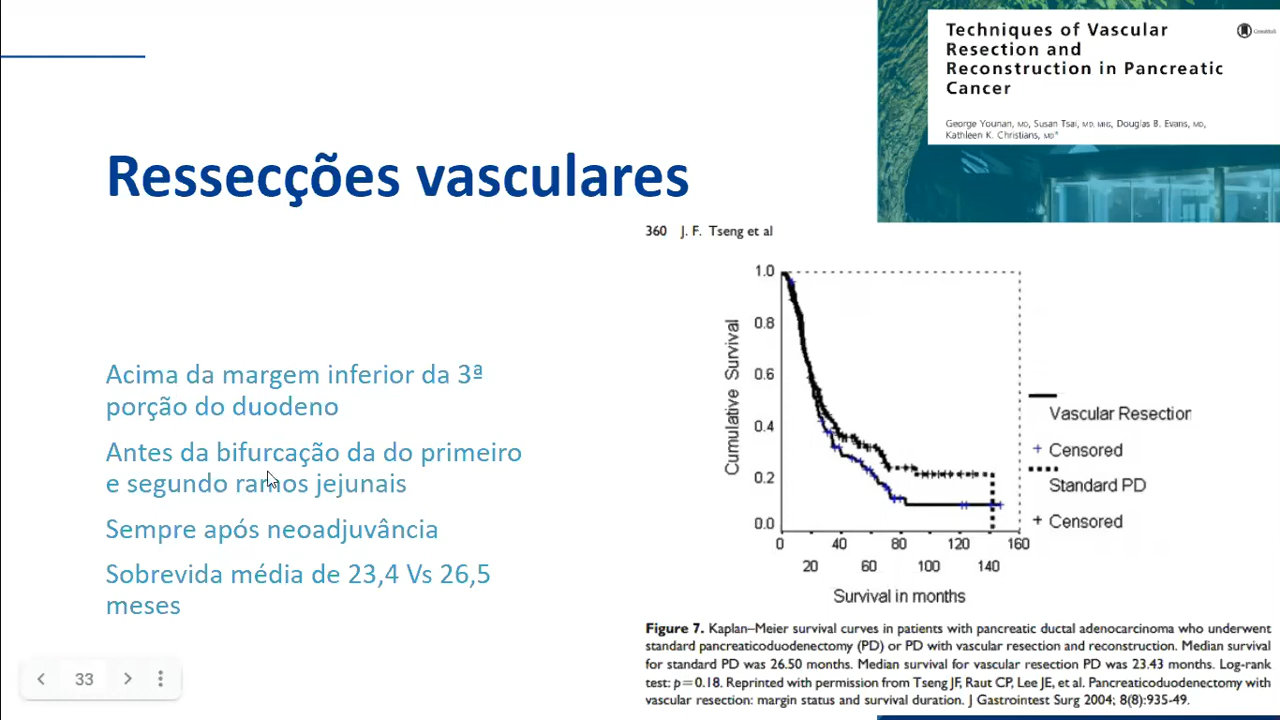 Techniques of Vascular
Resection and
Reconstruction in Pancreatic
Cancer
CrossMark
George Younan, MD, Susan Tsai, MD, MHS, Douglas B. Evans, MD,
Kathleen K. Christians, MD*
Ressecções vasculares
Acima da margem inferior da 3ª
porção do duodeno
Antes da bifurcação da do primeiro
e segundo ramos jejunais
Sempre após neoadjuvância
Sobrevida média de 23,4 Vs 26,5
meses
33
360 J. F. Tseng et al
1.0
0.8
0.6
0.4
0.2
0.0
Cumulative Survival
0 40 80 120 160
20 60 100 140
Survival in months
Vascular Resection
+ Censored
Standard PD
+ Censored
Figure 7. Kaplan–Meier survival curves in patients with pancreatic ductal adenocarcinoma who underwent
standard pancreaticoduodenectomy (PD) or PD with vascular resection and reconstruction. Median survival
for standard PD was 26.50 months. Median survival for vascular resection PD was 23.43 months. Log-rank
test: p=0.18. Reprinted with permission from Tseng JF, Raut CP, Lee JE, et al. Pancreaticoduodenectomy with
vascular resection: margin status and survival duration. J Gastrointest Surg 2004; 8(8):935-49.